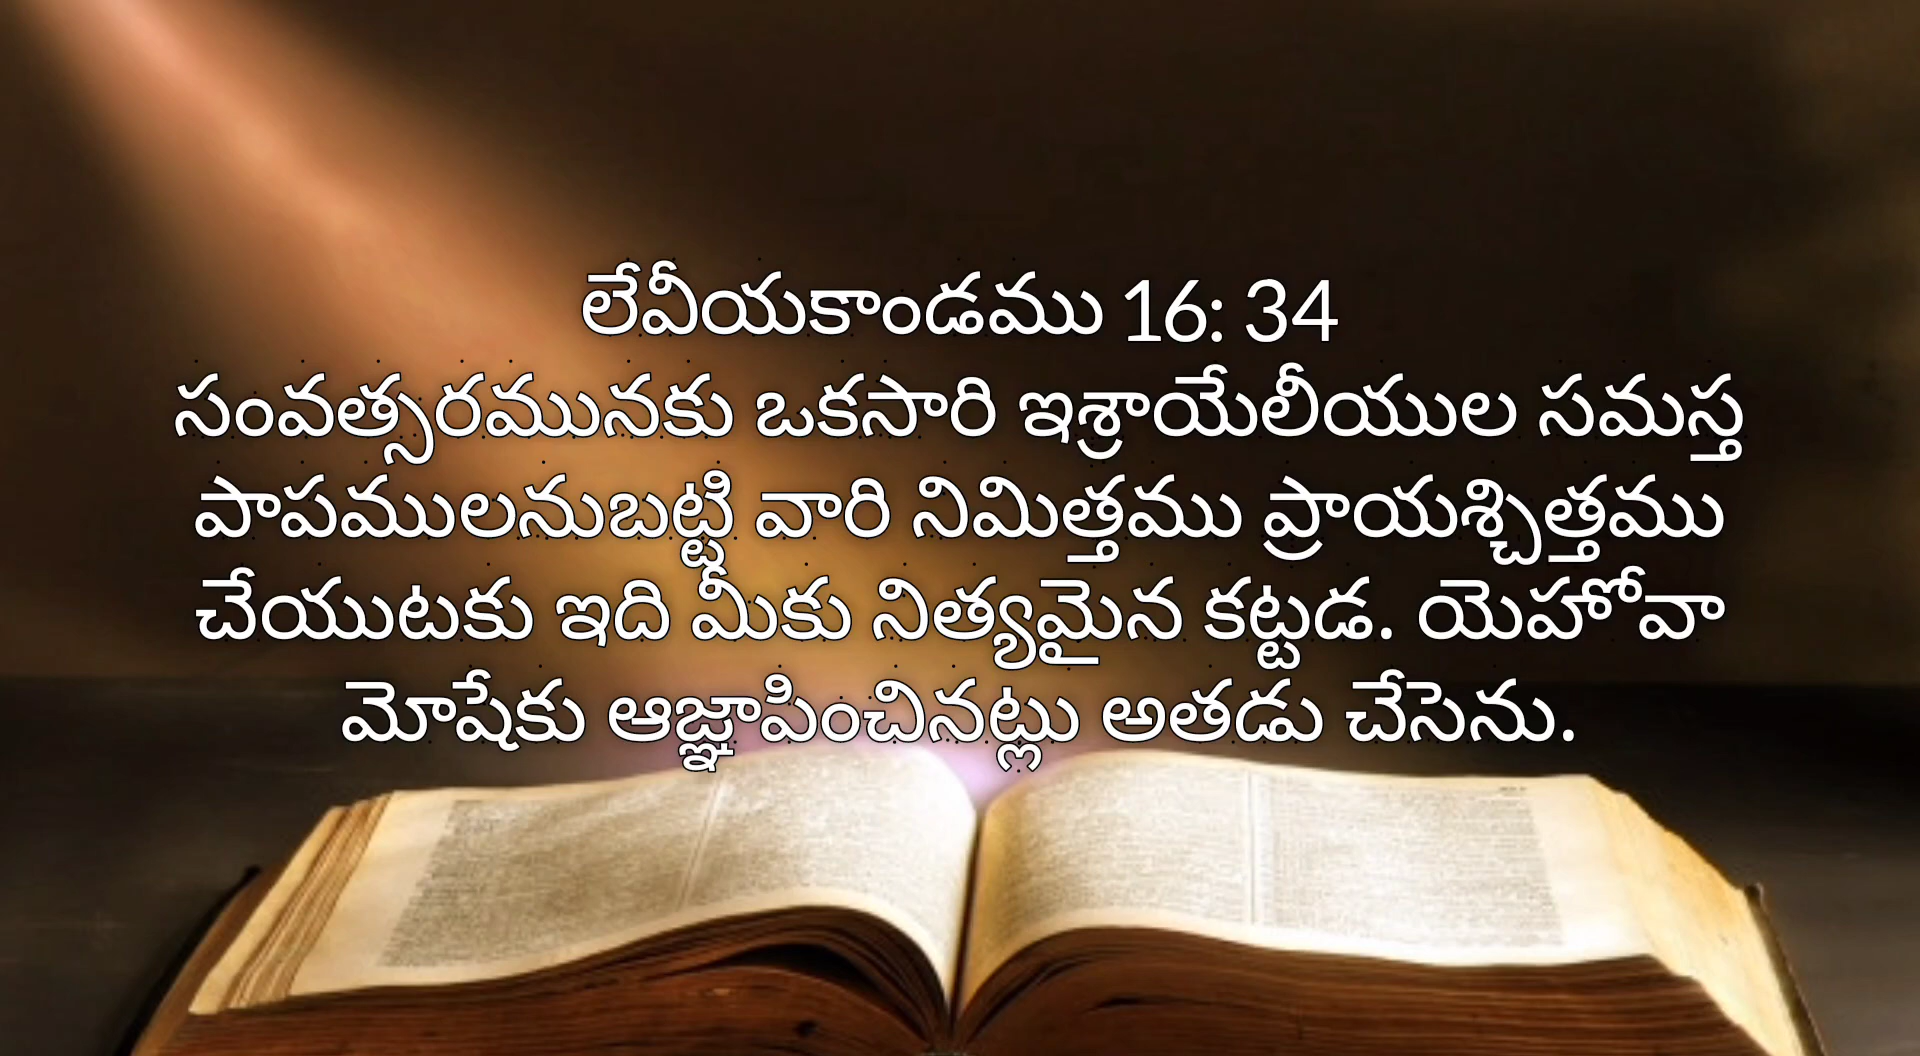 లేవీయకాండము 16: 34
సంవత్సరమునకు ఒకసారి ఇశ్రాయేలీయుల సమస్త
పాపములనుబట్టి వారి నిమిత్తము ప్రాయశ్చిత్తము
చేయుటకు ఇది మీకు నిత్యమైన కట్టడ. యెహోవా
మోషేకు ఆజ్ఞాపించినట్లు అతడు చేసెను.